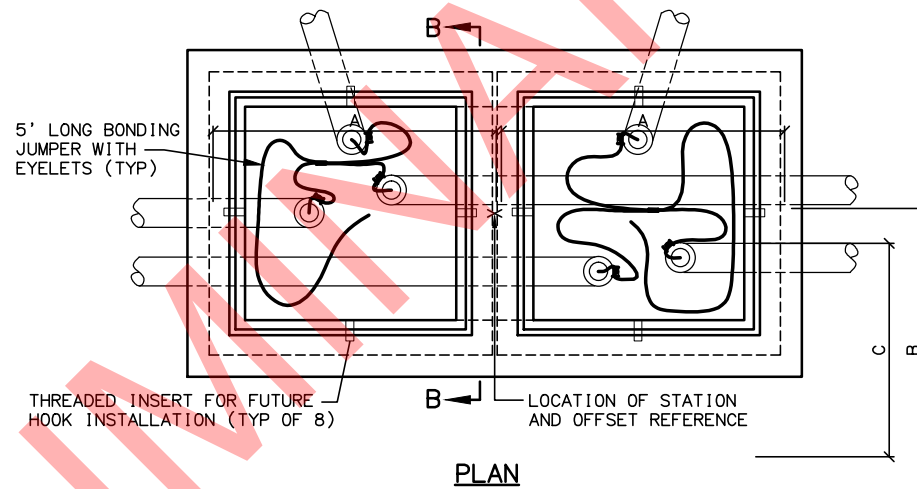 B
5' LONG BONDING
JUMPER WITH
EYELETS (TYP)
A
A
C
B
THREADED INSERT FOR FUTURE
HOOK INSTALLATION (TYP OF 8)
B
LOCATION OF STATION
AND OFFSET REFERENCE
PLAN
IMINA